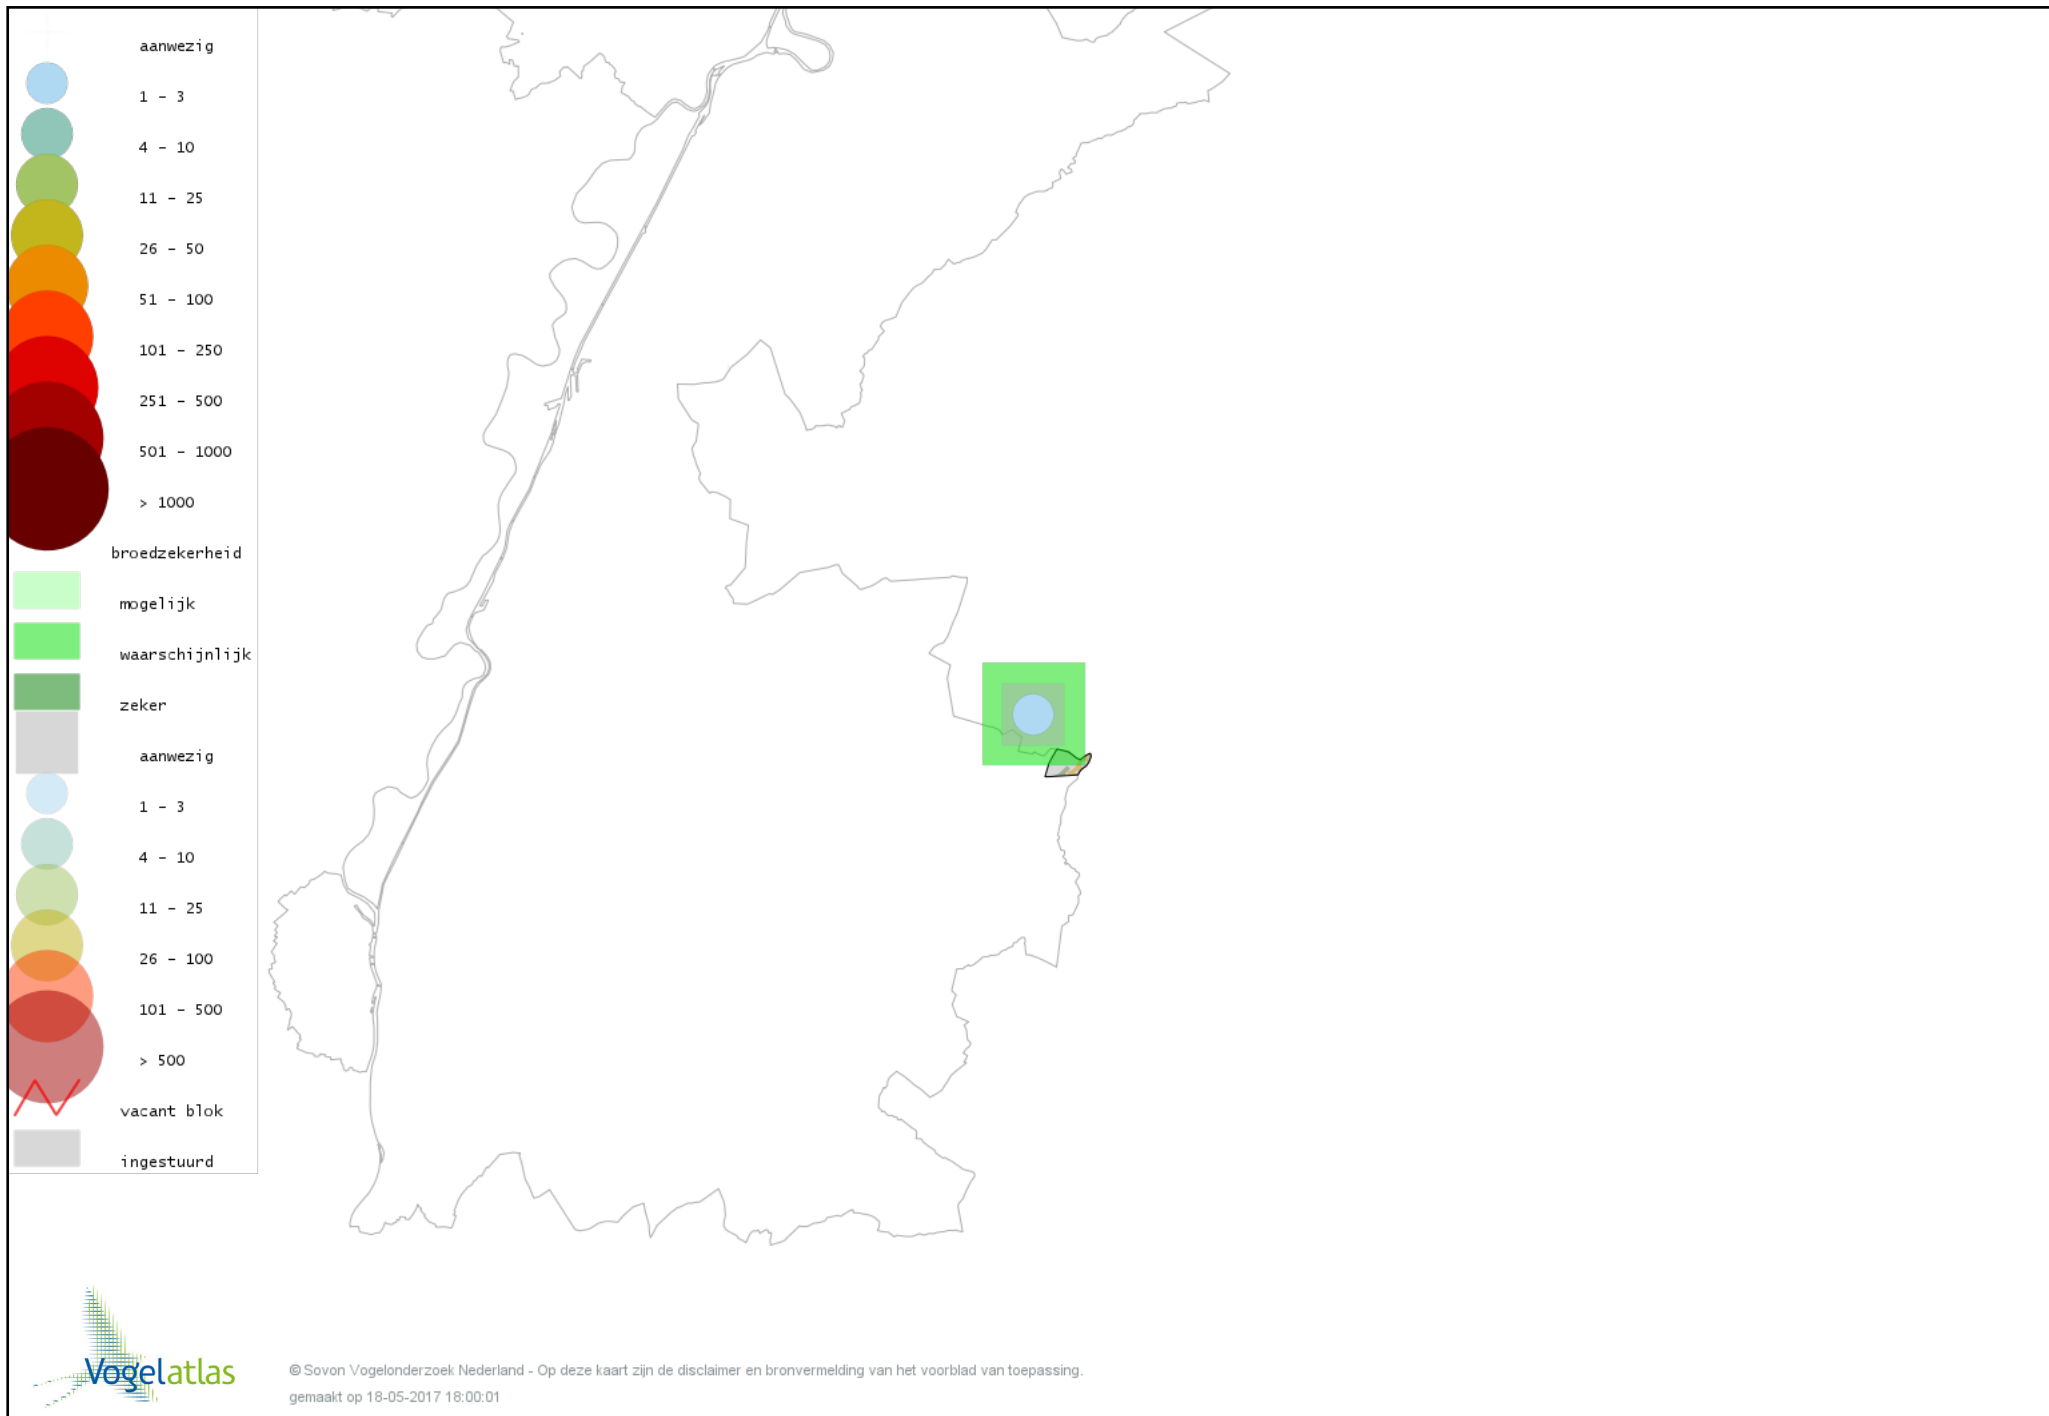 aanwezig
1 - 3
4 - 10
11 - 25
26 - 50
51 - 100
101 - 250
251 - 500
501 - 1000
> 1000
broedzekerheid
mogelijk
waarschijnlijk
zeker
aanwezig
1 - 3
4 - 10
11 - 25
26 - 100
101 - 500
> 500
vacant blok
ingestuurd
Vogelatlas
© Sovon Vogelonderzoek Nederland - Op deze kaart zijn de disclaimer en bronvermelding van het voorblad van toepassing.
gemaakt op 18-05-2017 18:00:01